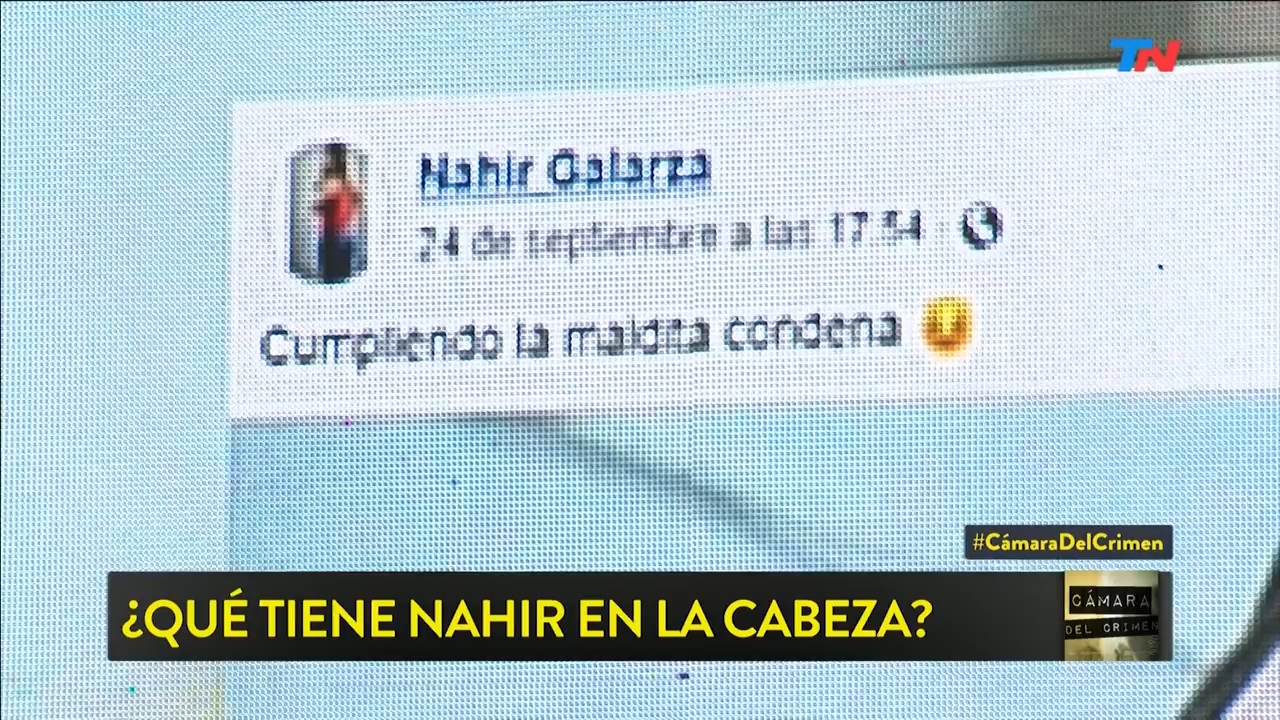 TN
Nahir Galarza
24 de septiembre a las 17:54 ·
Cumpliendo la maldita condena
#CámaraDelCrimen
¿QUÉ TIENE NAHIR EN LA CABEZA?
CÁMARA
DEL CRIMEN